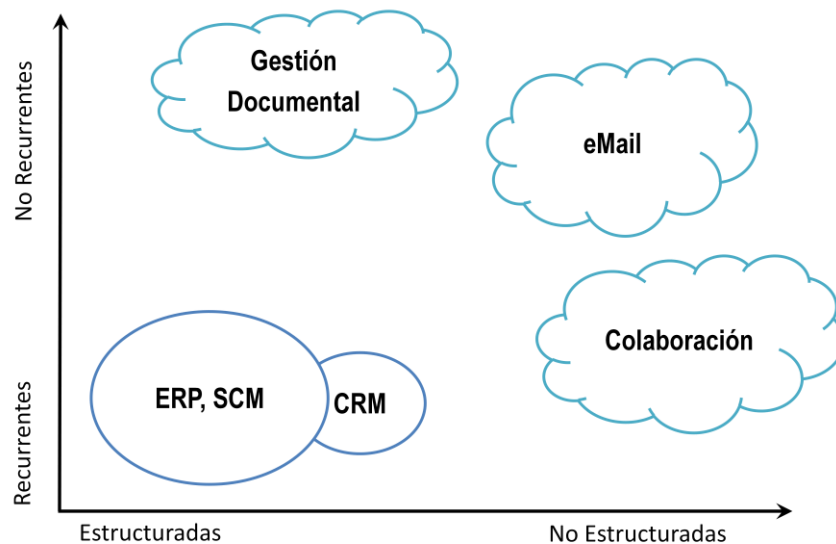 Gestión
Documental
eMail
No Recurrentes
Colaboración
ERP, SCM
CRM
Recurrentes
Estructuradas
No Estructuradas